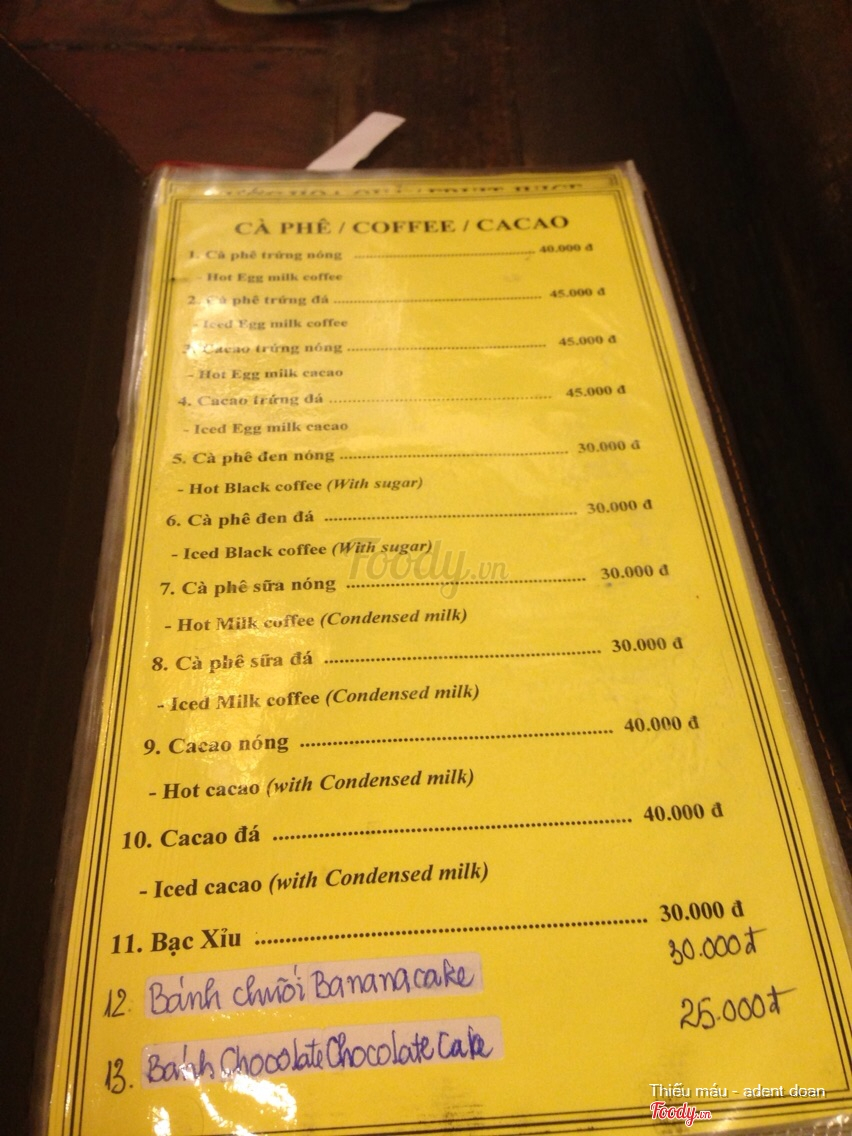 CÀ PHÊ / COFFEE / CACAO
1. Cà phê trứng nóng ........ 40.000 đ
- Hot Egg milk coffee
2. Cà phê trứng đá ........ 45.000 đ
- Iced Egg milk coffee
3. Cacao trứng nóng ........ 45.000 đ
- Hot Egg milk cacao
4. Cacao trứng đá ........ 45.000 đ
- Iced Egg milk cacao
5. Cà phê đen nóng ........ 30.000 đ
- Hot Black coffee (With sugar)
6. Cà phê đen đá ........ 30.000 đ
- Iced Black coffee (With sugar)
Foody.vn
7. Cà phê sữa nóng ........ 30.000 đ
- Hot Milk coffee (Condensed milk)
8. Cà phê sữa đá ........ 30.000 đ
- Iced Milk coffee (Condensed milk)
9. Cacao nóng ........ 40.000 đ
- Hot cacao (with Condensed milk)
10. Cacao đá ........ 40.000 đ
- Iced cacao (with Condensed milk)
11. Bạc Xỉu ........ 30.000 đ
12. Bánh chuối Banana cake 30.000đ
13. Bánh Chocolate Chocolate Cake 25.000đ
Thiếu máu - adent doan
Foody.vn